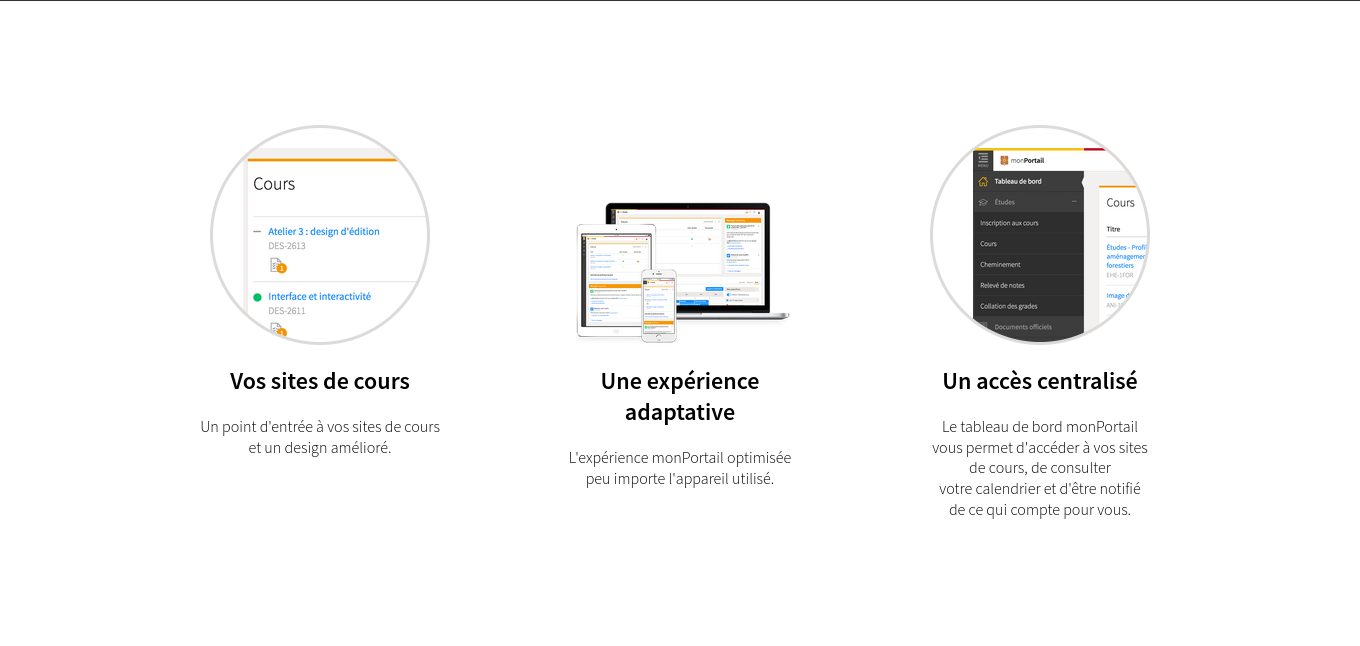 Cours
Atelier 3 : design d'édition
DES-2613
1
Interface et interactivité
DES-2611
1
Vos sites de cours
Un point d'entrée à vos sites de cours
et un design amélioré.
Une expérience
adaptative
L'expérience monPortail optimisée
peu importe l'appareil utilisé.
MENU
monPortail
Tableau de bord
Études
Inscription aux cours
Cours
Cheminement
Relevé de notes
Collation des grades
Documents officiels
Cours
Titre
Études - Profil
aménagemen
forestiers
EHE-1FOR
Image d
Un accès centralisé
Le tableau de bord monPortail
vous permet d'accéder à vos sites
de cours, de consulter
votre calendrier et d'être notifié
de ce qui compte pour vous.